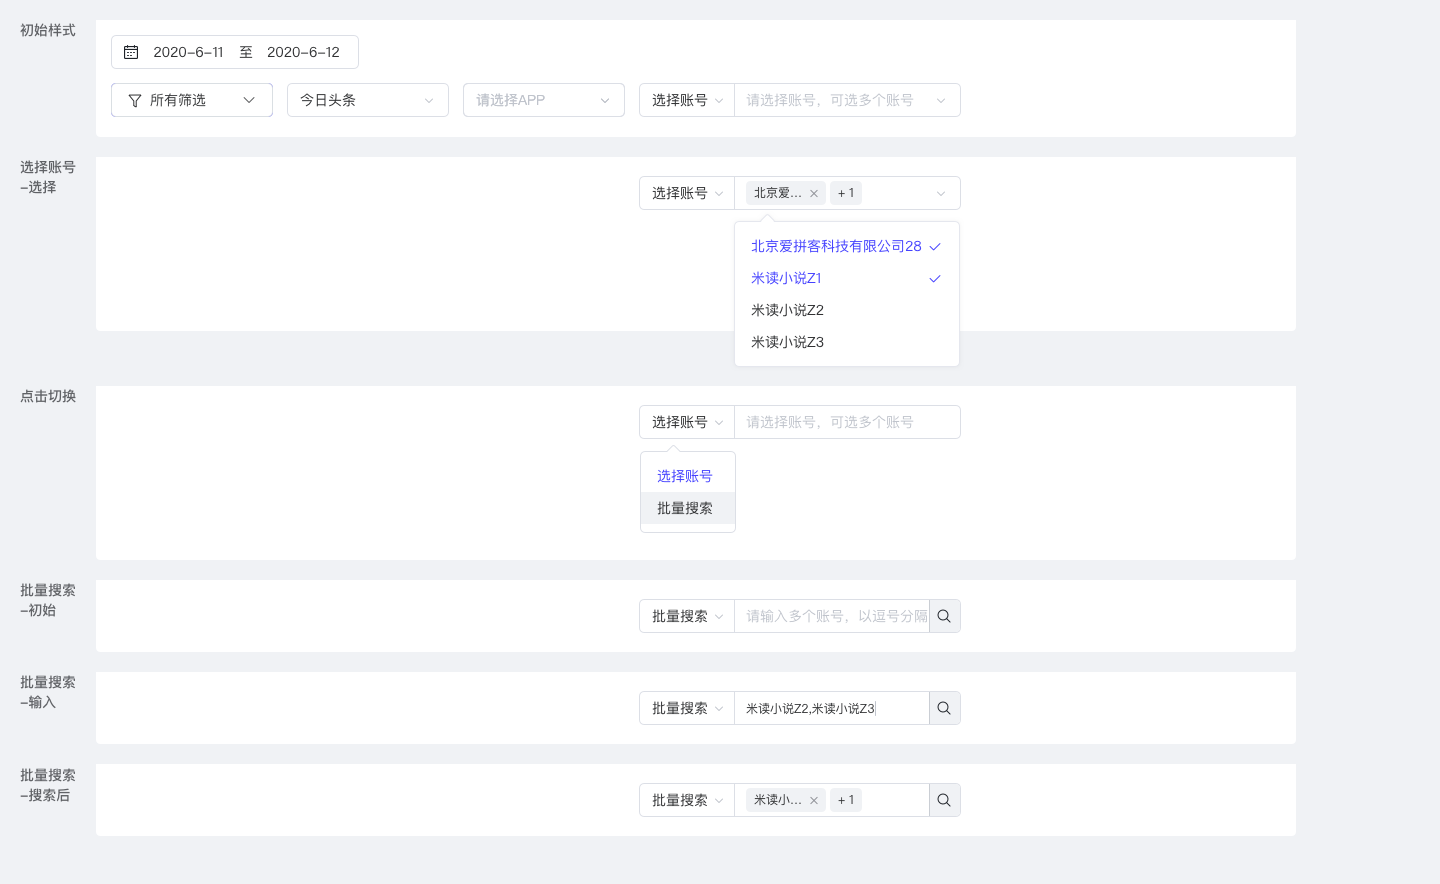 初始样式
2020-6-11 至 2020-6-12
所有筛选 今日头条 请选择APP 选择账号 请选择账号，可选多个账号
选择账号
-选择
选择账号 北京爱... × + 1
北京爱拼客科技有限公司28
米读小说Z1
米读小说Z2
米读小说Z3
点击切换
选择账号 请选择账号，可选多个账号
选择账号
批量搜索
批量搜索
-初始
批量搜索 请输入多个账号，以逗号分隔
批量搜索
-输入
批量搜索 米读小说Z2,米读小说Z3
批量搜索
-搜索后
批量搜索 米读小... × + 1